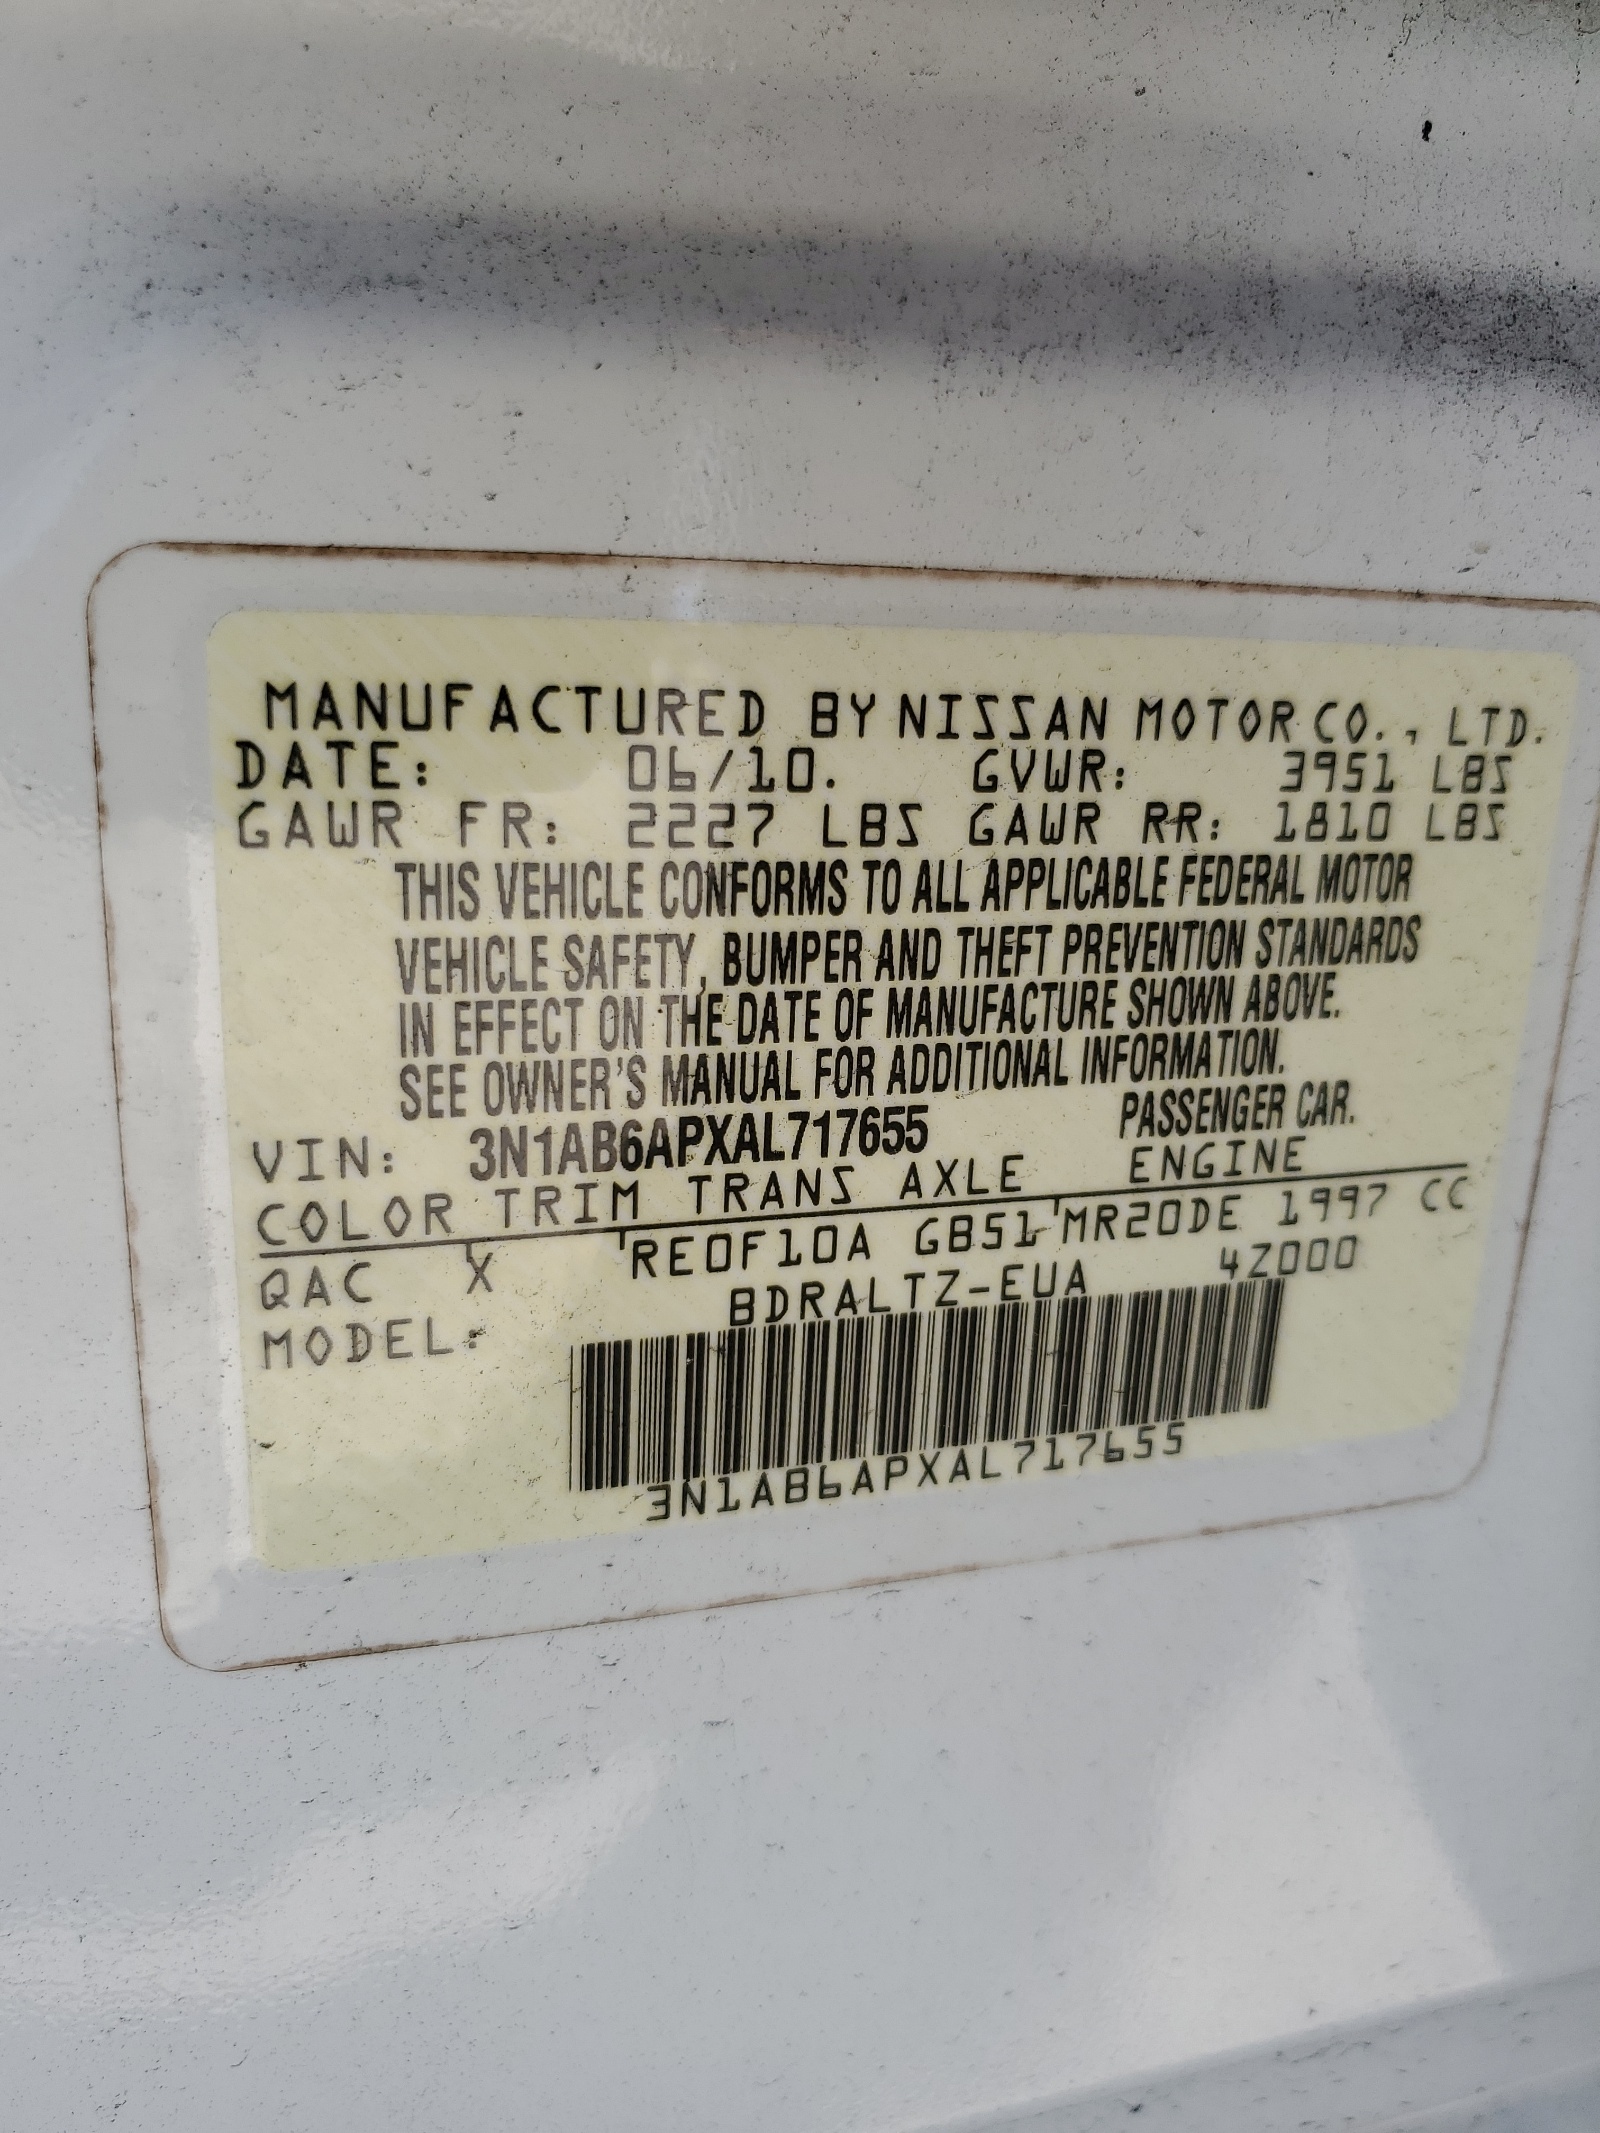 MANUFACTURED BY NISSAN MOTOR CO., LTD.
DATE: 06/10. GVWR: 3951 LBS
GAWR FR: 2227 LBS GAWR RR: 1810 LBS
THIS VEHICLE CONFORMS TO ALL APPLICABLE FEDERAL MOTOR
VEHICLE SAFETY, BUMPER AND THEFT PREVENTION STANDARDS
IN EFFECT ON THE DATE OF MANUFACTURE SHOWN ABOVE.
SEE OWNER'S MANUAL FOR ADDITIONAL INFORMATION.
VIN: 3N1AB6APXAL717655 PASSENGER CAR.
COLOR TRIM TRANS AXLE ENGINE
QAC X RE0F10A GB51 MR20DE 1997 CC
MODEL: BDRALTZ-EUA 4Z000
3N1AB6APXAL717655